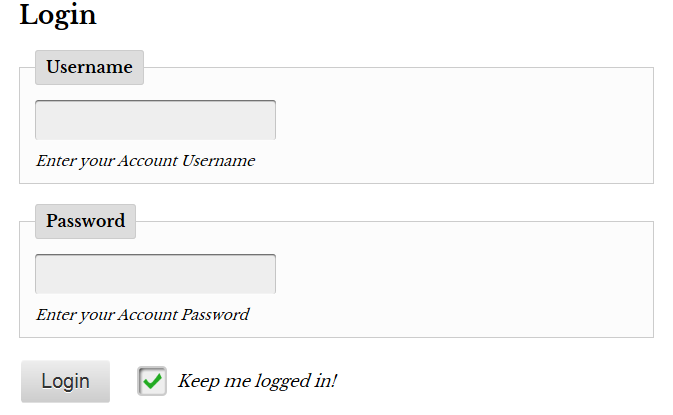 Login
Username
Enter your Account Username
Password
Enter your Account Password
Login Keep me logged in!